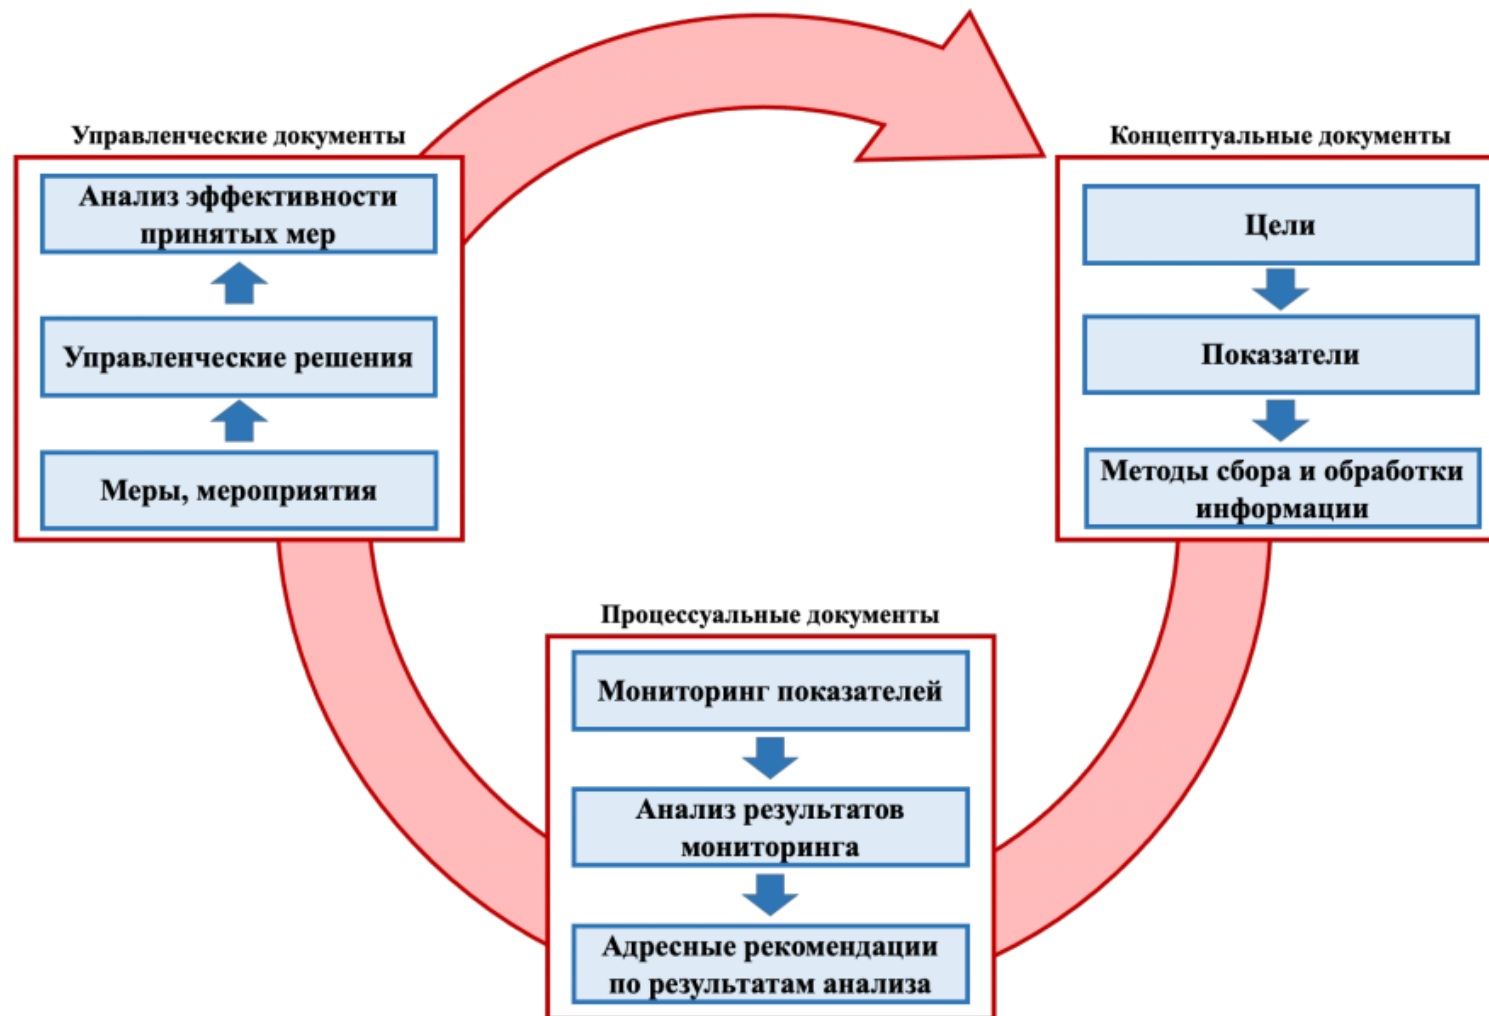 Управленческие документы
Анализ эффективности
принятых мер
Управленческие решения
Меры, мероприятия
Концептуальные документы
Цели
Показатели
Методы сбора и обработки
информации
Процессуальные документы
Мониторинг показателей
Анализ результатов
мониторинга
Адресные рекомендации
по результатам анализа